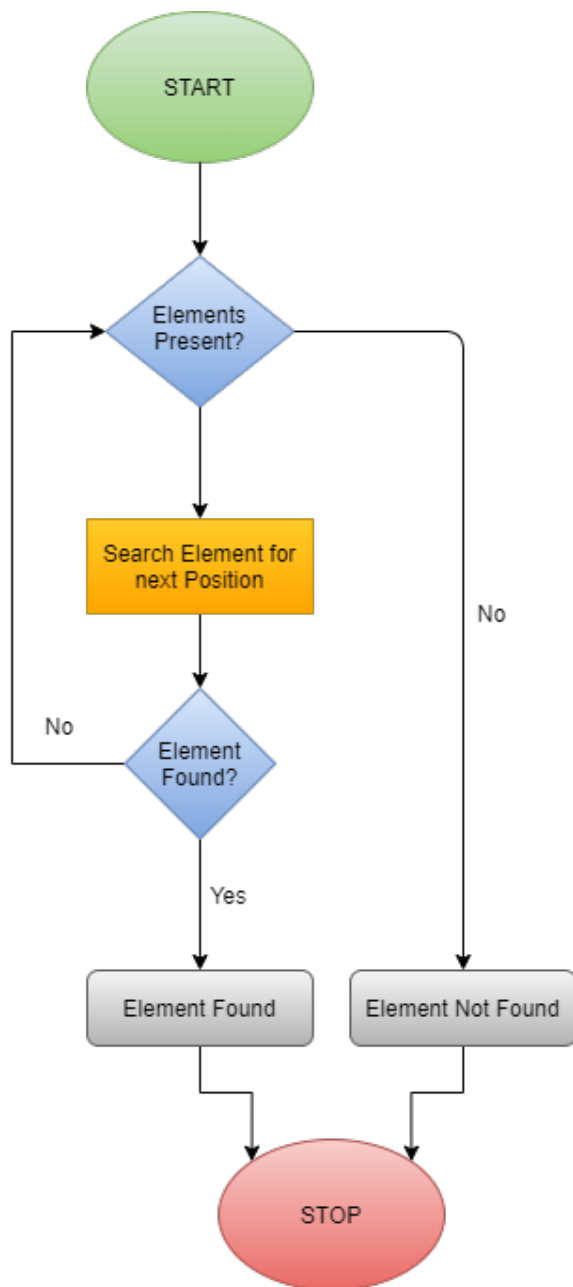 START
Elements
Present?
Search Element for
next Position
No
No
Element
Found?
Yes
Element Found
Element Not Found
STOP